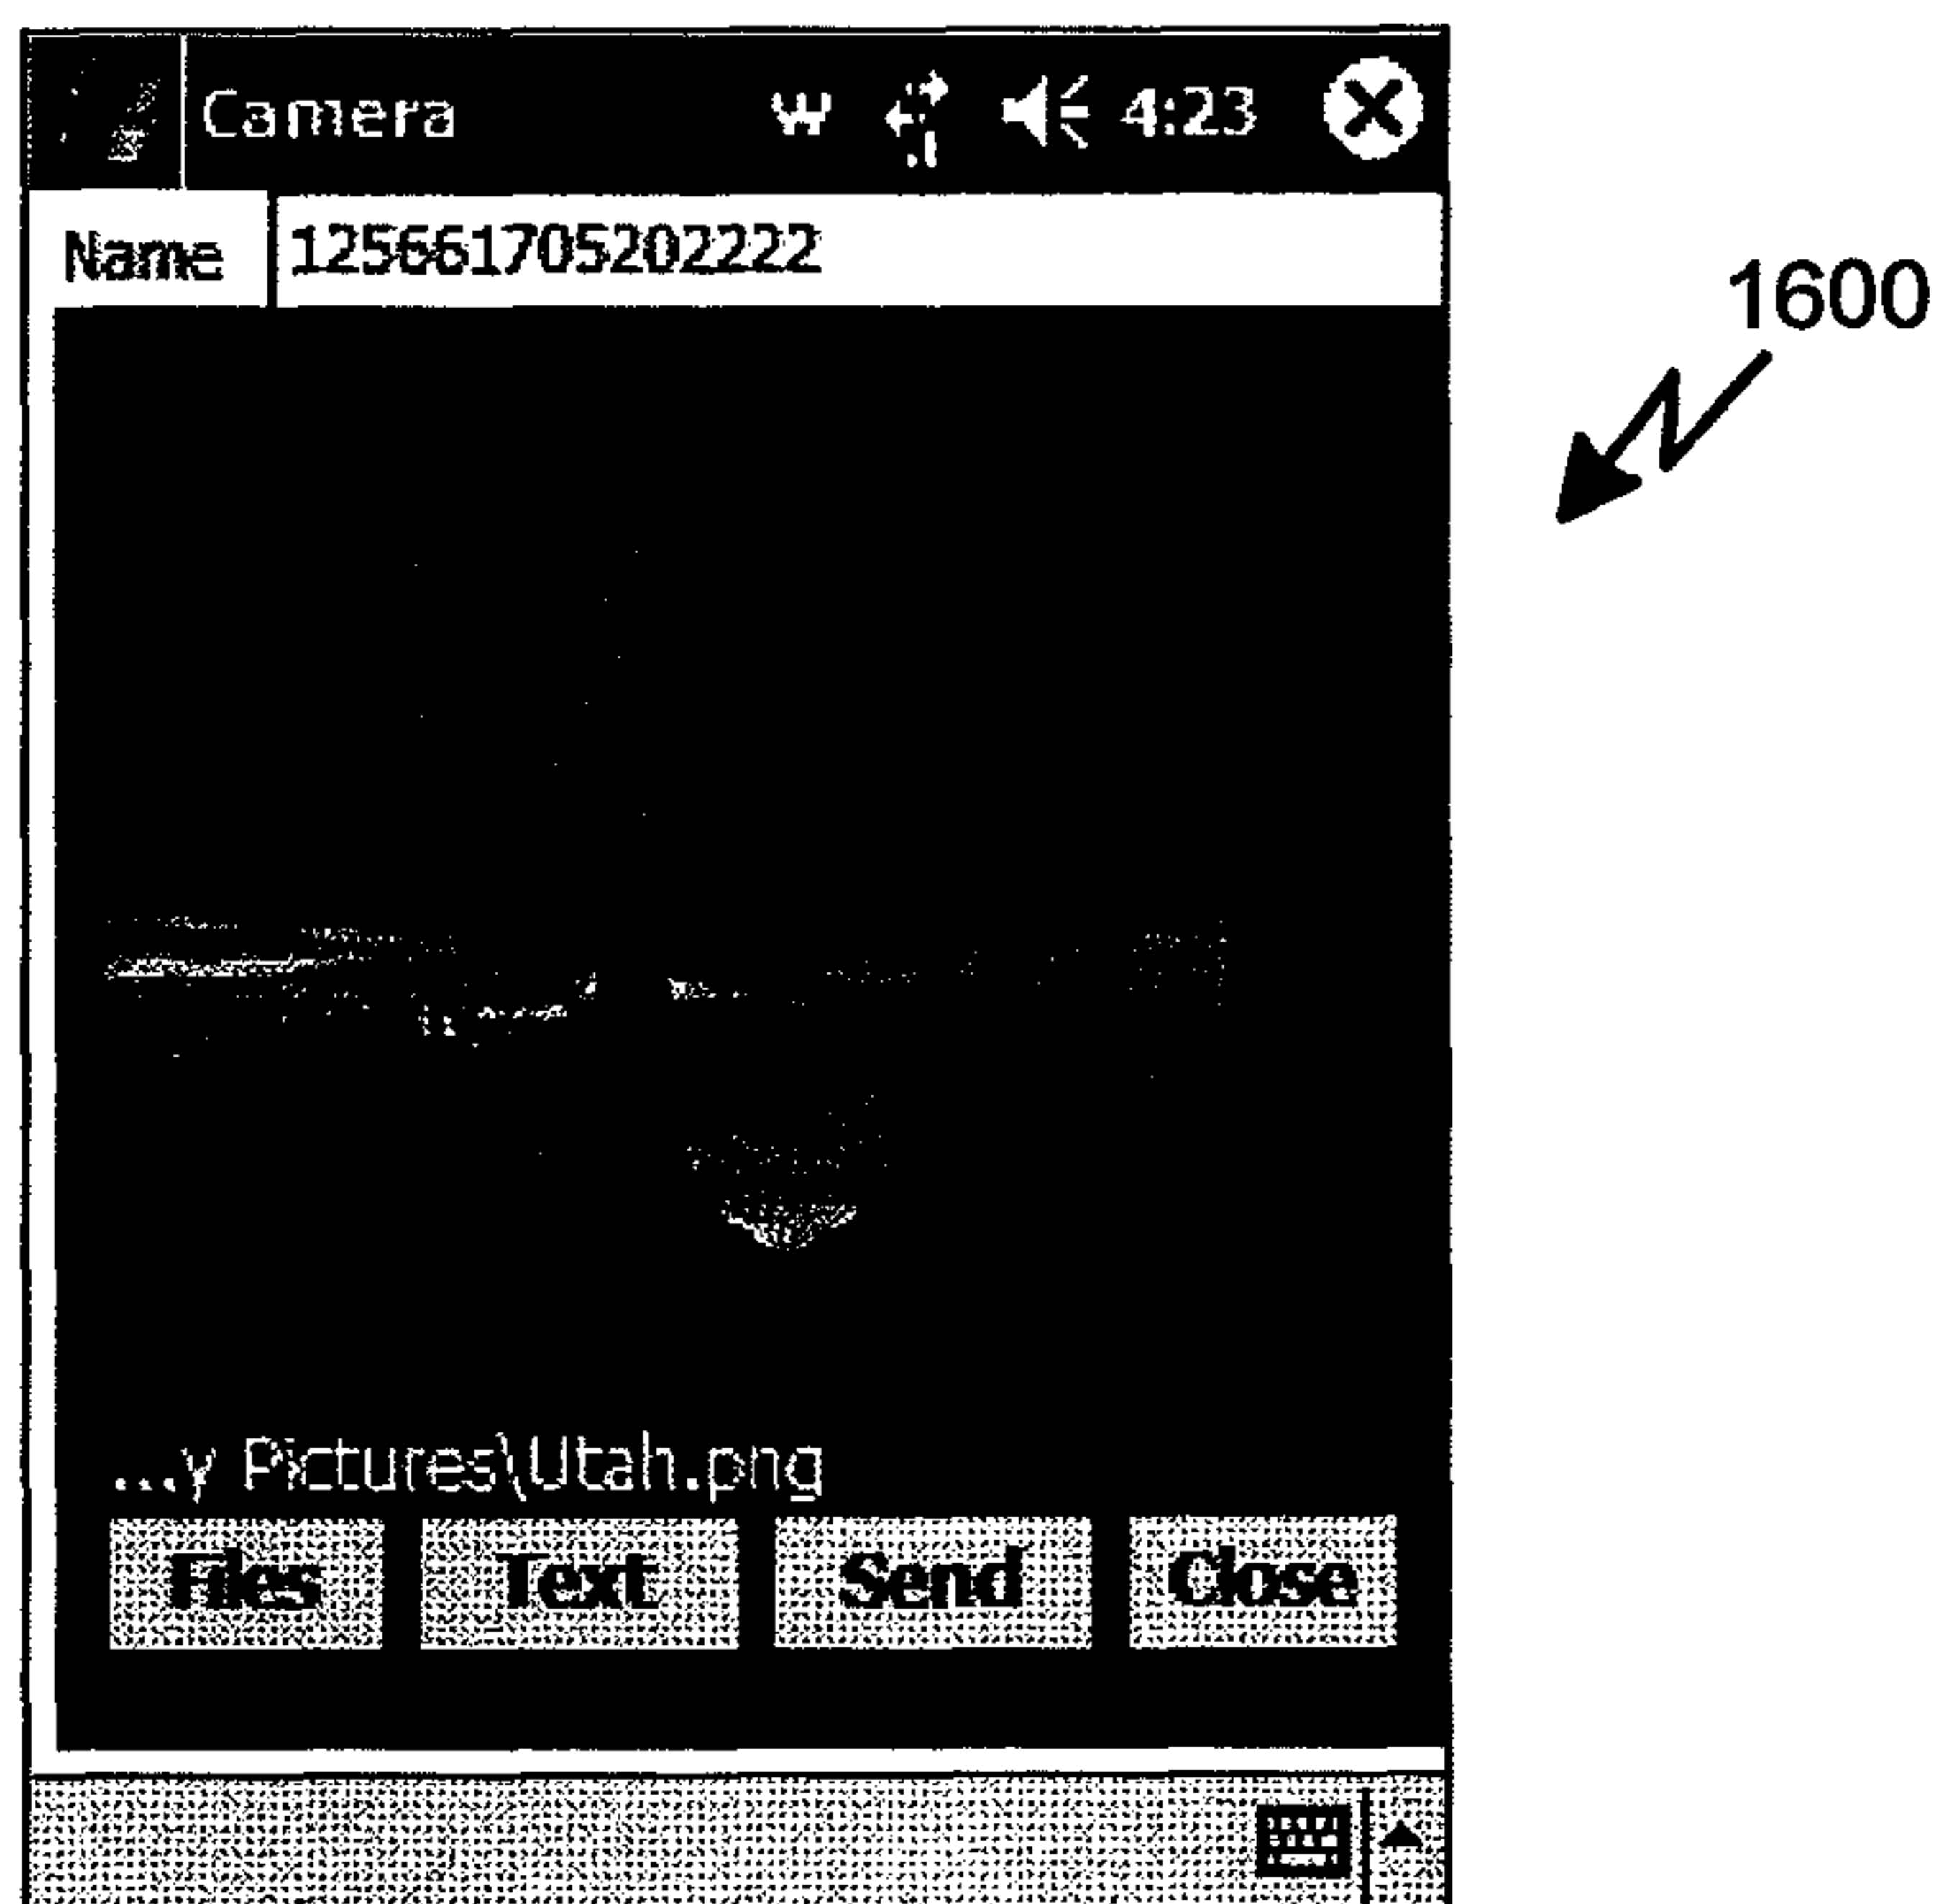 Camera 4:23
Name 125661705202222
1600
...y Pictures\Utah.png
Files Text Send Close